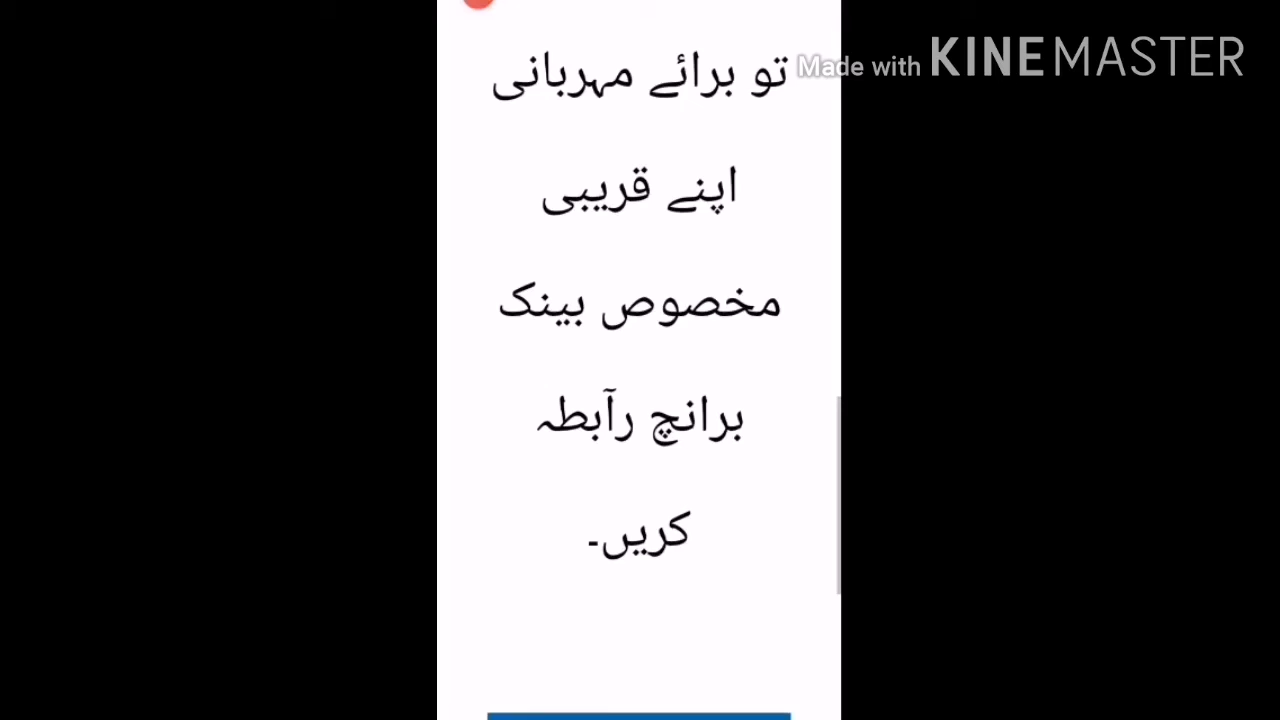 Made with KINEMASTER
تو برائے مہربانی
اپنے قریبی
مخصوص بینک
برانچ رآبطہ
کریں۔